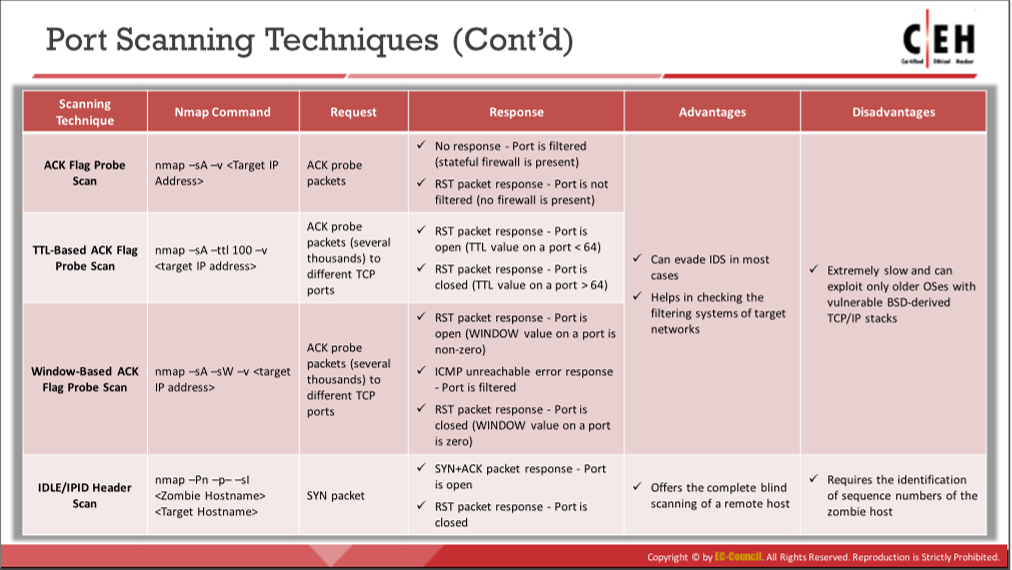 Port Scanning Techniques (Cont’d)
C|EH
Certified Ethical Hacker
Scanning
Technique
Nmap Command
Request
Response
Advantages
Disadvantages
ACK Flag Probe
Scan
nmap –sA –v <Target IP
Address>
ACK probe
packets
✓ No response - Port is filtered
(stateful firewall is present)
✓ RST packet response - Port is not
filtered (no firewall is present)
TTL-Based ACK Flag
Probe Scan
nmap –sA –ttl 100 –v
<target IP address>
ACK probe
packets (several
thousands) to
different TCP
ports
✓ RST packet response - Port is
open (TTL value on a port < 64)
✓ RST packet response - Port is
closed (TTL value on a port > 64)
Window-Based ACK
Flag Probe Scan
nmap –sA –sW –v <target
IP address>
ACK probe
packets (several
thousands) to
different TCP
ports
✓ RST packet response - Port is
open (WINDOW value on a port is
non-zero)
✓ ICMP unreachable error response
- Port is filtered
✓ RST packet response - Port is
closed (WINDOW value on a port
is zero)
✓ Can evade IDS in most
cases
✓ Helps in checking the
filtering systems of target
networks
✓ Extremely slow and can
exploit only older OSes with
vulnerable BSD-derived
TCP/IP stacks
IDLE/IPID Header
Scan
nmap –Pn –p– –sI
<Zombie Hostname>
<Target Hostname>
SYN packet
✓ SYN+ACK packet response - Port
is open
✓ RST packet response - Port is
closed
✓ Offers the complete blind
scanning of a remote host
✓ Requires the identification
of sequence numbers of the
zombie host
Copyright © by EC-Council. All Rights Reserved. Reproduction is Strictly Prohibited.